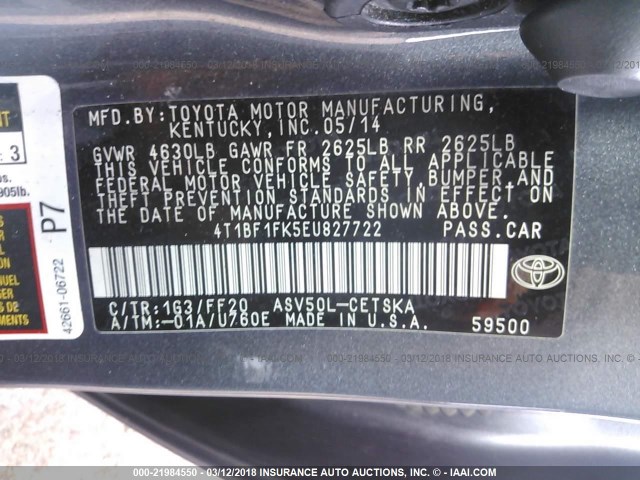 MFD.BY:TOYOTA MOTOR MANUFACTURING,
KENTUCKY, INC.05/14
GVWR 4630LB GAWR FR 2625LB RR 2625LB
THIS VEHICLE CONFORMS TO ALL APPLICABLE
FEDERAL MOTOR VEHICLE SAFETY, BUMPER AND
THEFT PREVENTION STANDARDS IN EFFECT ON
THE DATE OF MANUFACTURE SHOWN ABOVE.
4T1BF1FK5EU827722 PASS.CAR
C/TR:1G3/FF20 ASV50L-CETSKA
A/TM:-01A/U760E MADE IN U.S.A. 59500
TOYOTA
3
905lb.
P7
42661-06722
000-21984550 - 03/12/2018 INSURANCE AUTO AUCTIONS INC. - © IAAI.COM